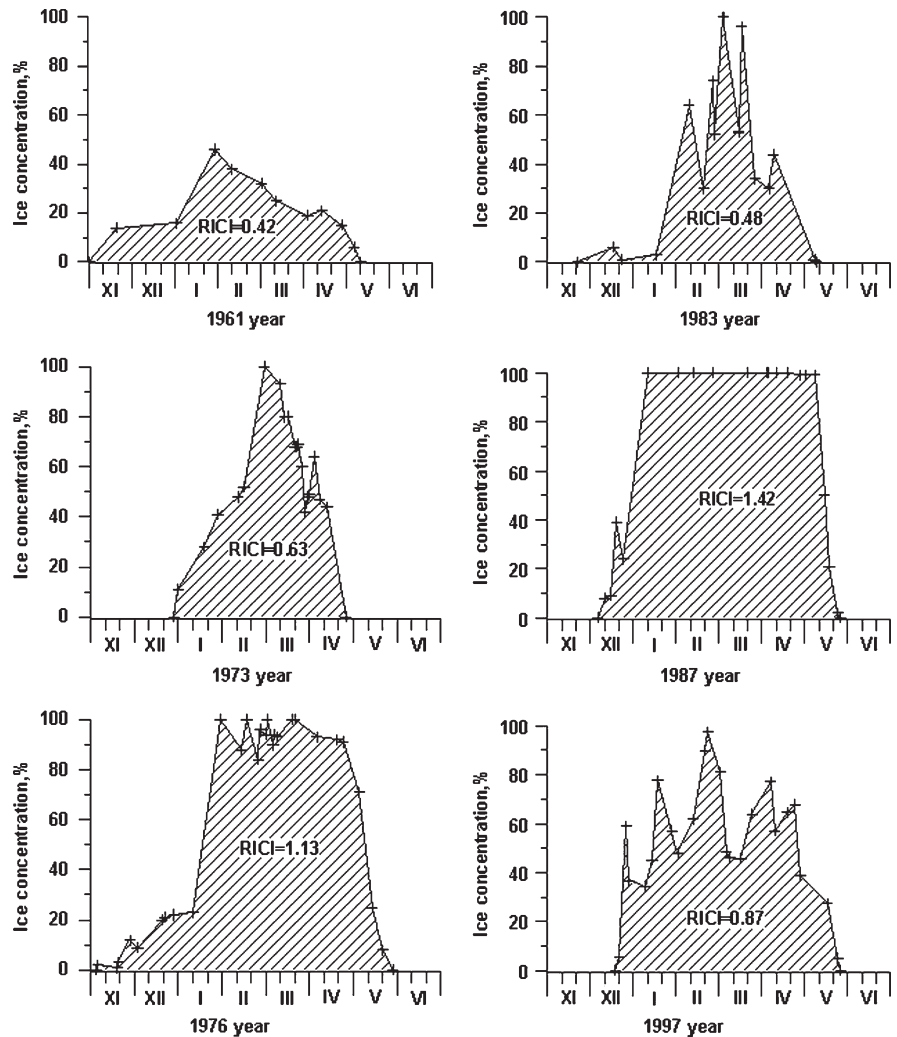 Ice concentration,%
100
80
60
40
20
0
RICI=0.42
XI XII I II III IV V VI
1961 year
Ice concentration,%
100
80
60
40
20
0
RICI=0.48
XI XII I II III IV V VI
1983 year
Ice concentration,%
100
80
60
40
20
0
RICI=0.63
XI XII I II III IV V VI
1973 year
Ice concentration,%
100
80
60
40
20
0
RICI=1.42
XI XII I II III IV V VI
1987 year
Ice concentration,%
100
80
60
40
20
0
RICI=1.13
XI XII I II III IV V VI
1976 year
Ice concentration,%
100
80
60
40
20
0
RICI=0.87
XI XII I II III IV V VI
1997 year